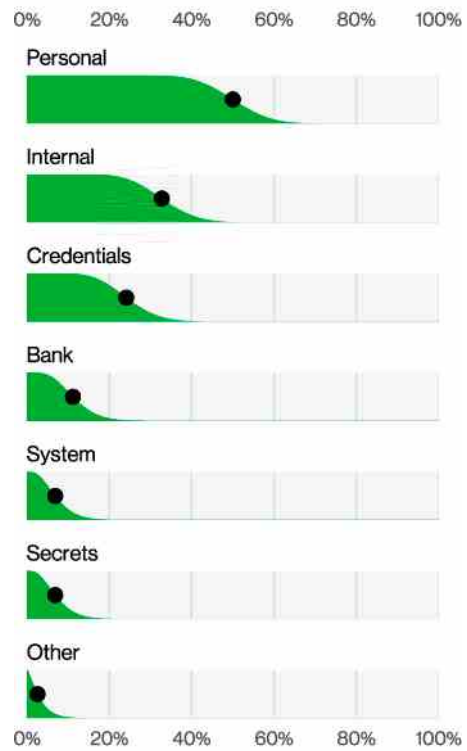 0% 20% 40% 60% 80% 100%
Personal
Internal
Credentials
Bank
System
Secrets
Other
0% 20% 40% 60% 80% 100%